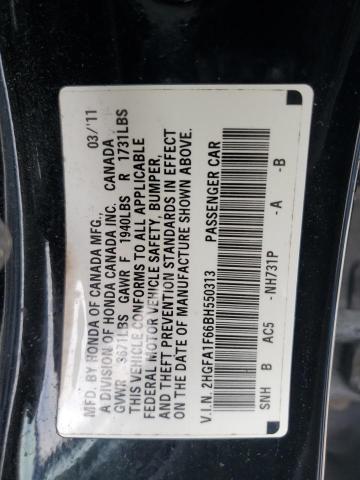 MFD. BY HONDA OF CANADA MFG., 03/'11
A DIVISION OF HONDA CANADA INC. CANADA
GVWR 3671LBS GAWR F 1940LBS R 1731LBS
THIS VEHICLE CONFORMS TO ALL APPLICABLE
FEDERAL MOTOR VEHICLE SAFETY, BUMPER,
AND THEFT PREVENTION STANDARDS IN EFFECT
ON THE DATE OF MANUFACTURE SHOWN ABOVE.
V.I.N. 2HGFA1F66BH550313 PASSENGER CAR
SNH B AC5 -NH731P -A -B